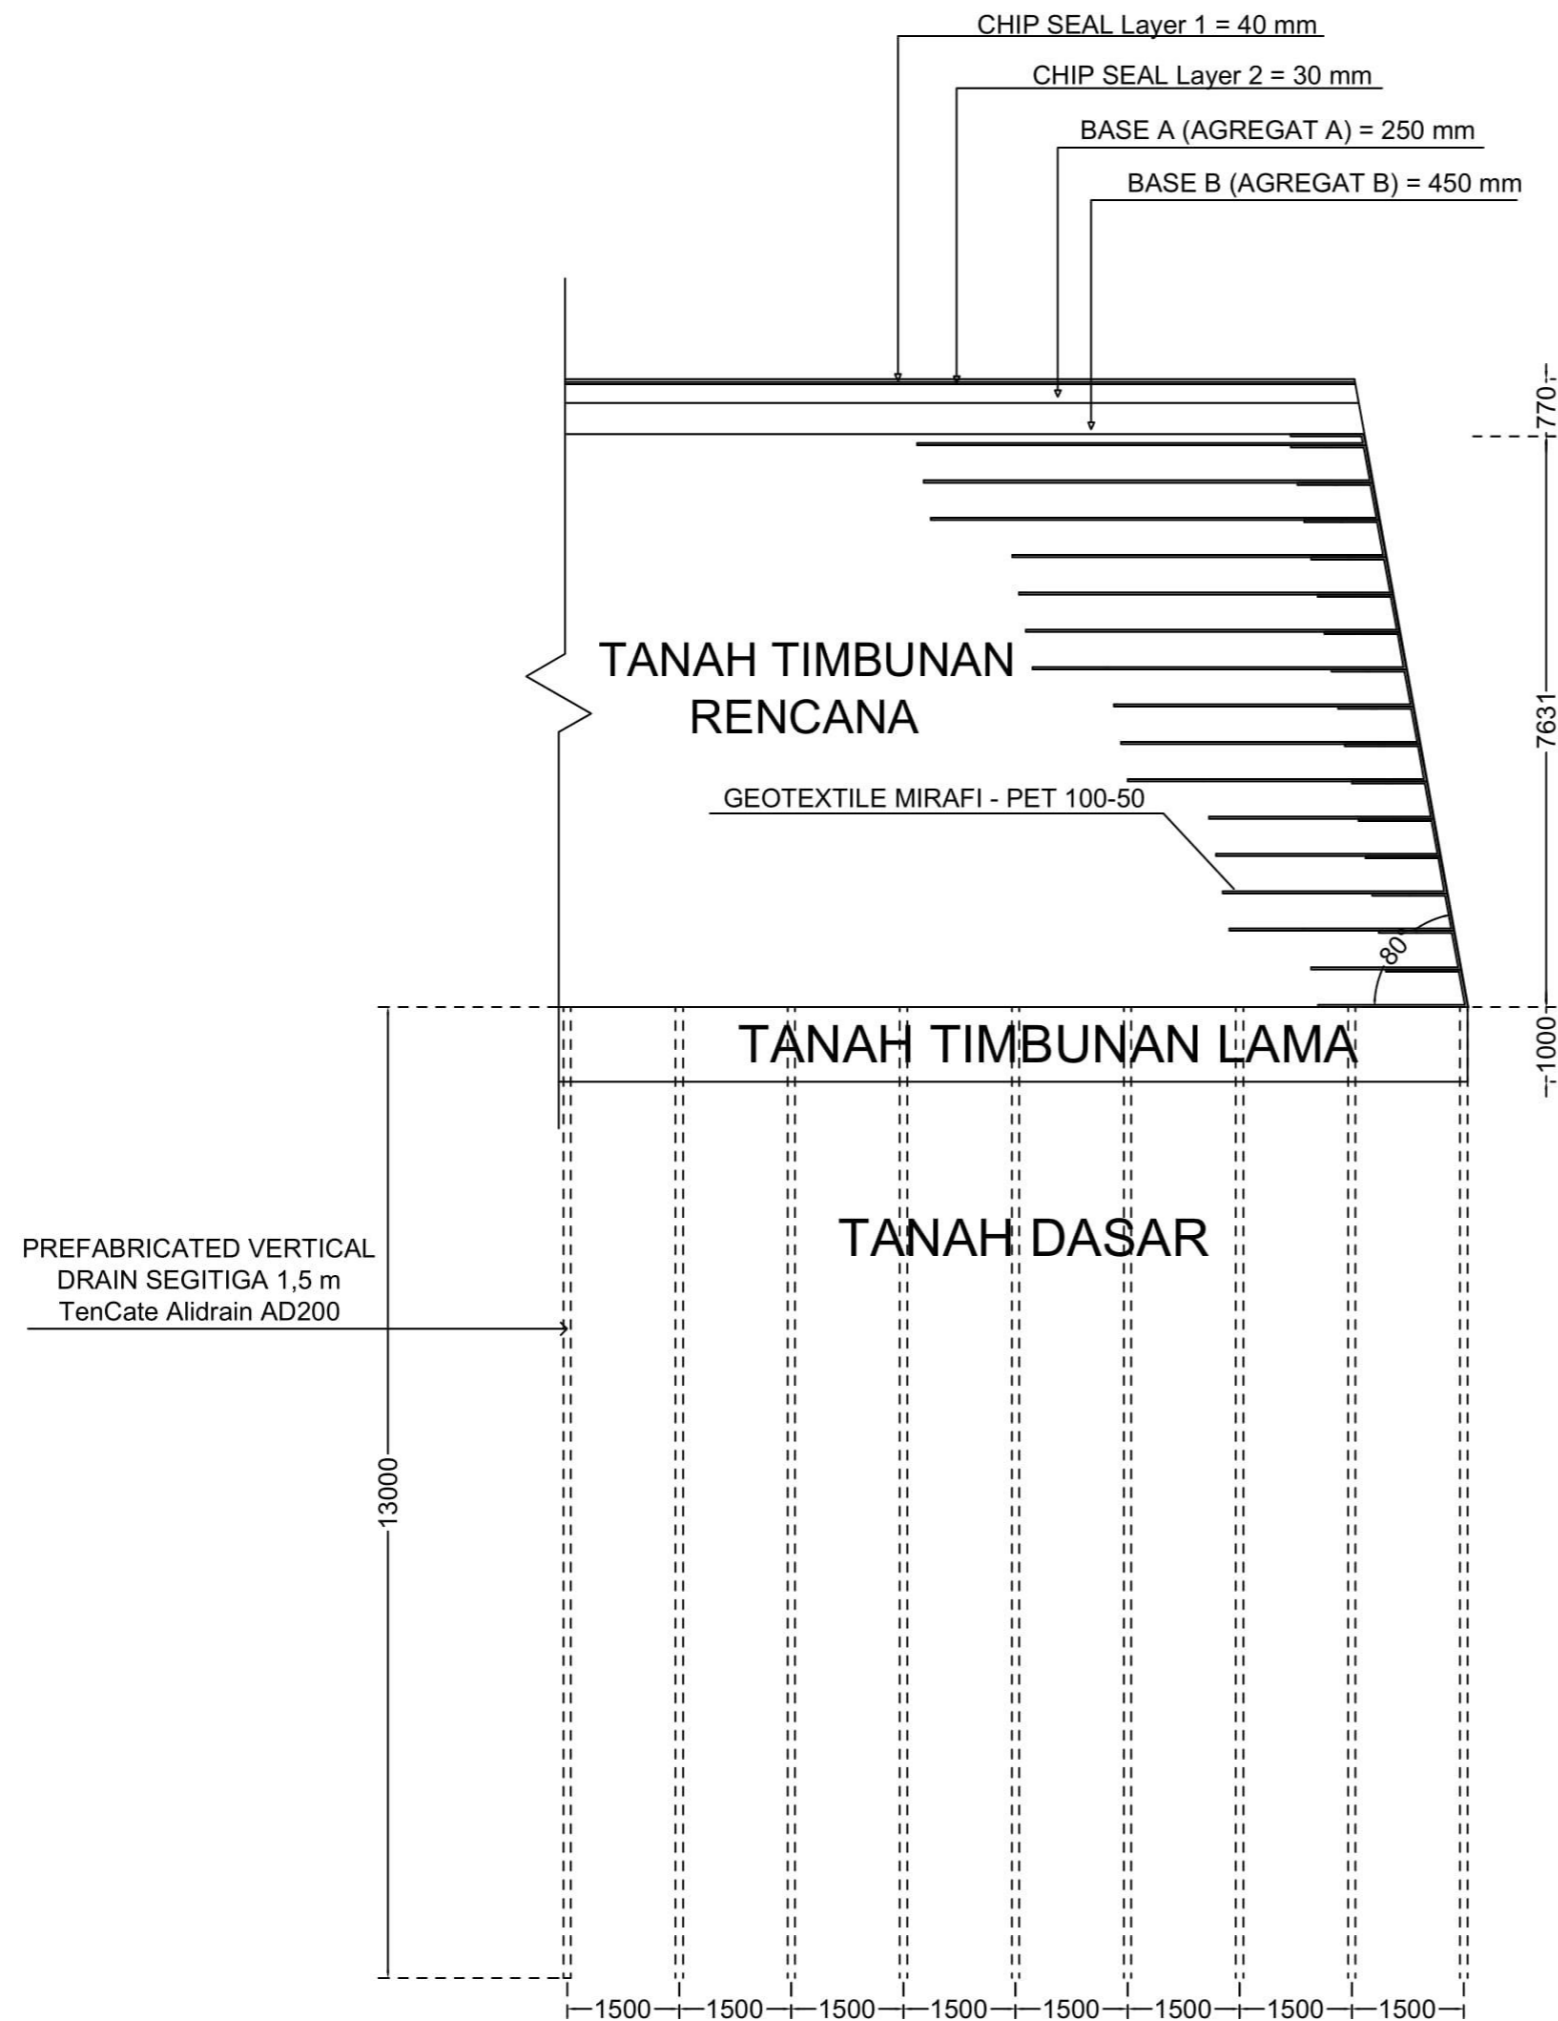 CHIP SEAL Layer 1 = 40 mm
CHIP SEAL Layer 2 = 30 mm
BASE A (AGREGAT A) = 250 mm
BASE B (AGREGAT B) = 450 mm
770
TANAH TIMBUNAN
RENCANA
7631
GEOTEXTILE MIRAFI - PET 100-50
80°
TANAH TIMBUNAN LAMA
1000
TANAH DASAR
PREFABRICATED VERTICAL
DRAIN SEGITIGA 1,5 m
TenCate Alidrain AD200
13000
1500 1500 1500 1500 1500 1500 1500 1500